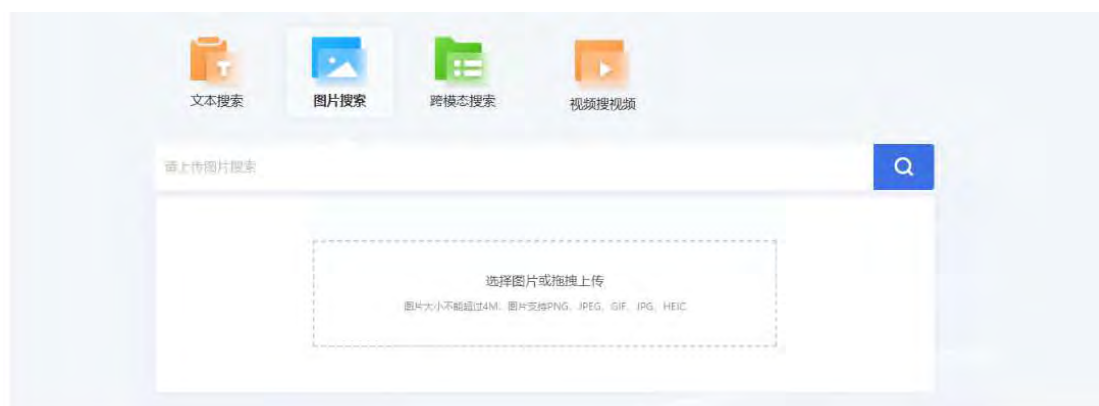 文本搜索
图片搜索
跨模态搜索
视频搜视频
请上传图片搜索
选择图片或拖拽上传
图片大小不能超过4M、图片支持PNG、JPEG、GIF、JPG、HEIC